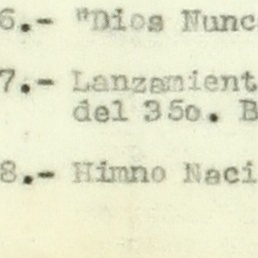 6.- "Dios Nunc
7.- Lanzamient
del 35o. B
8.- Himno Naci